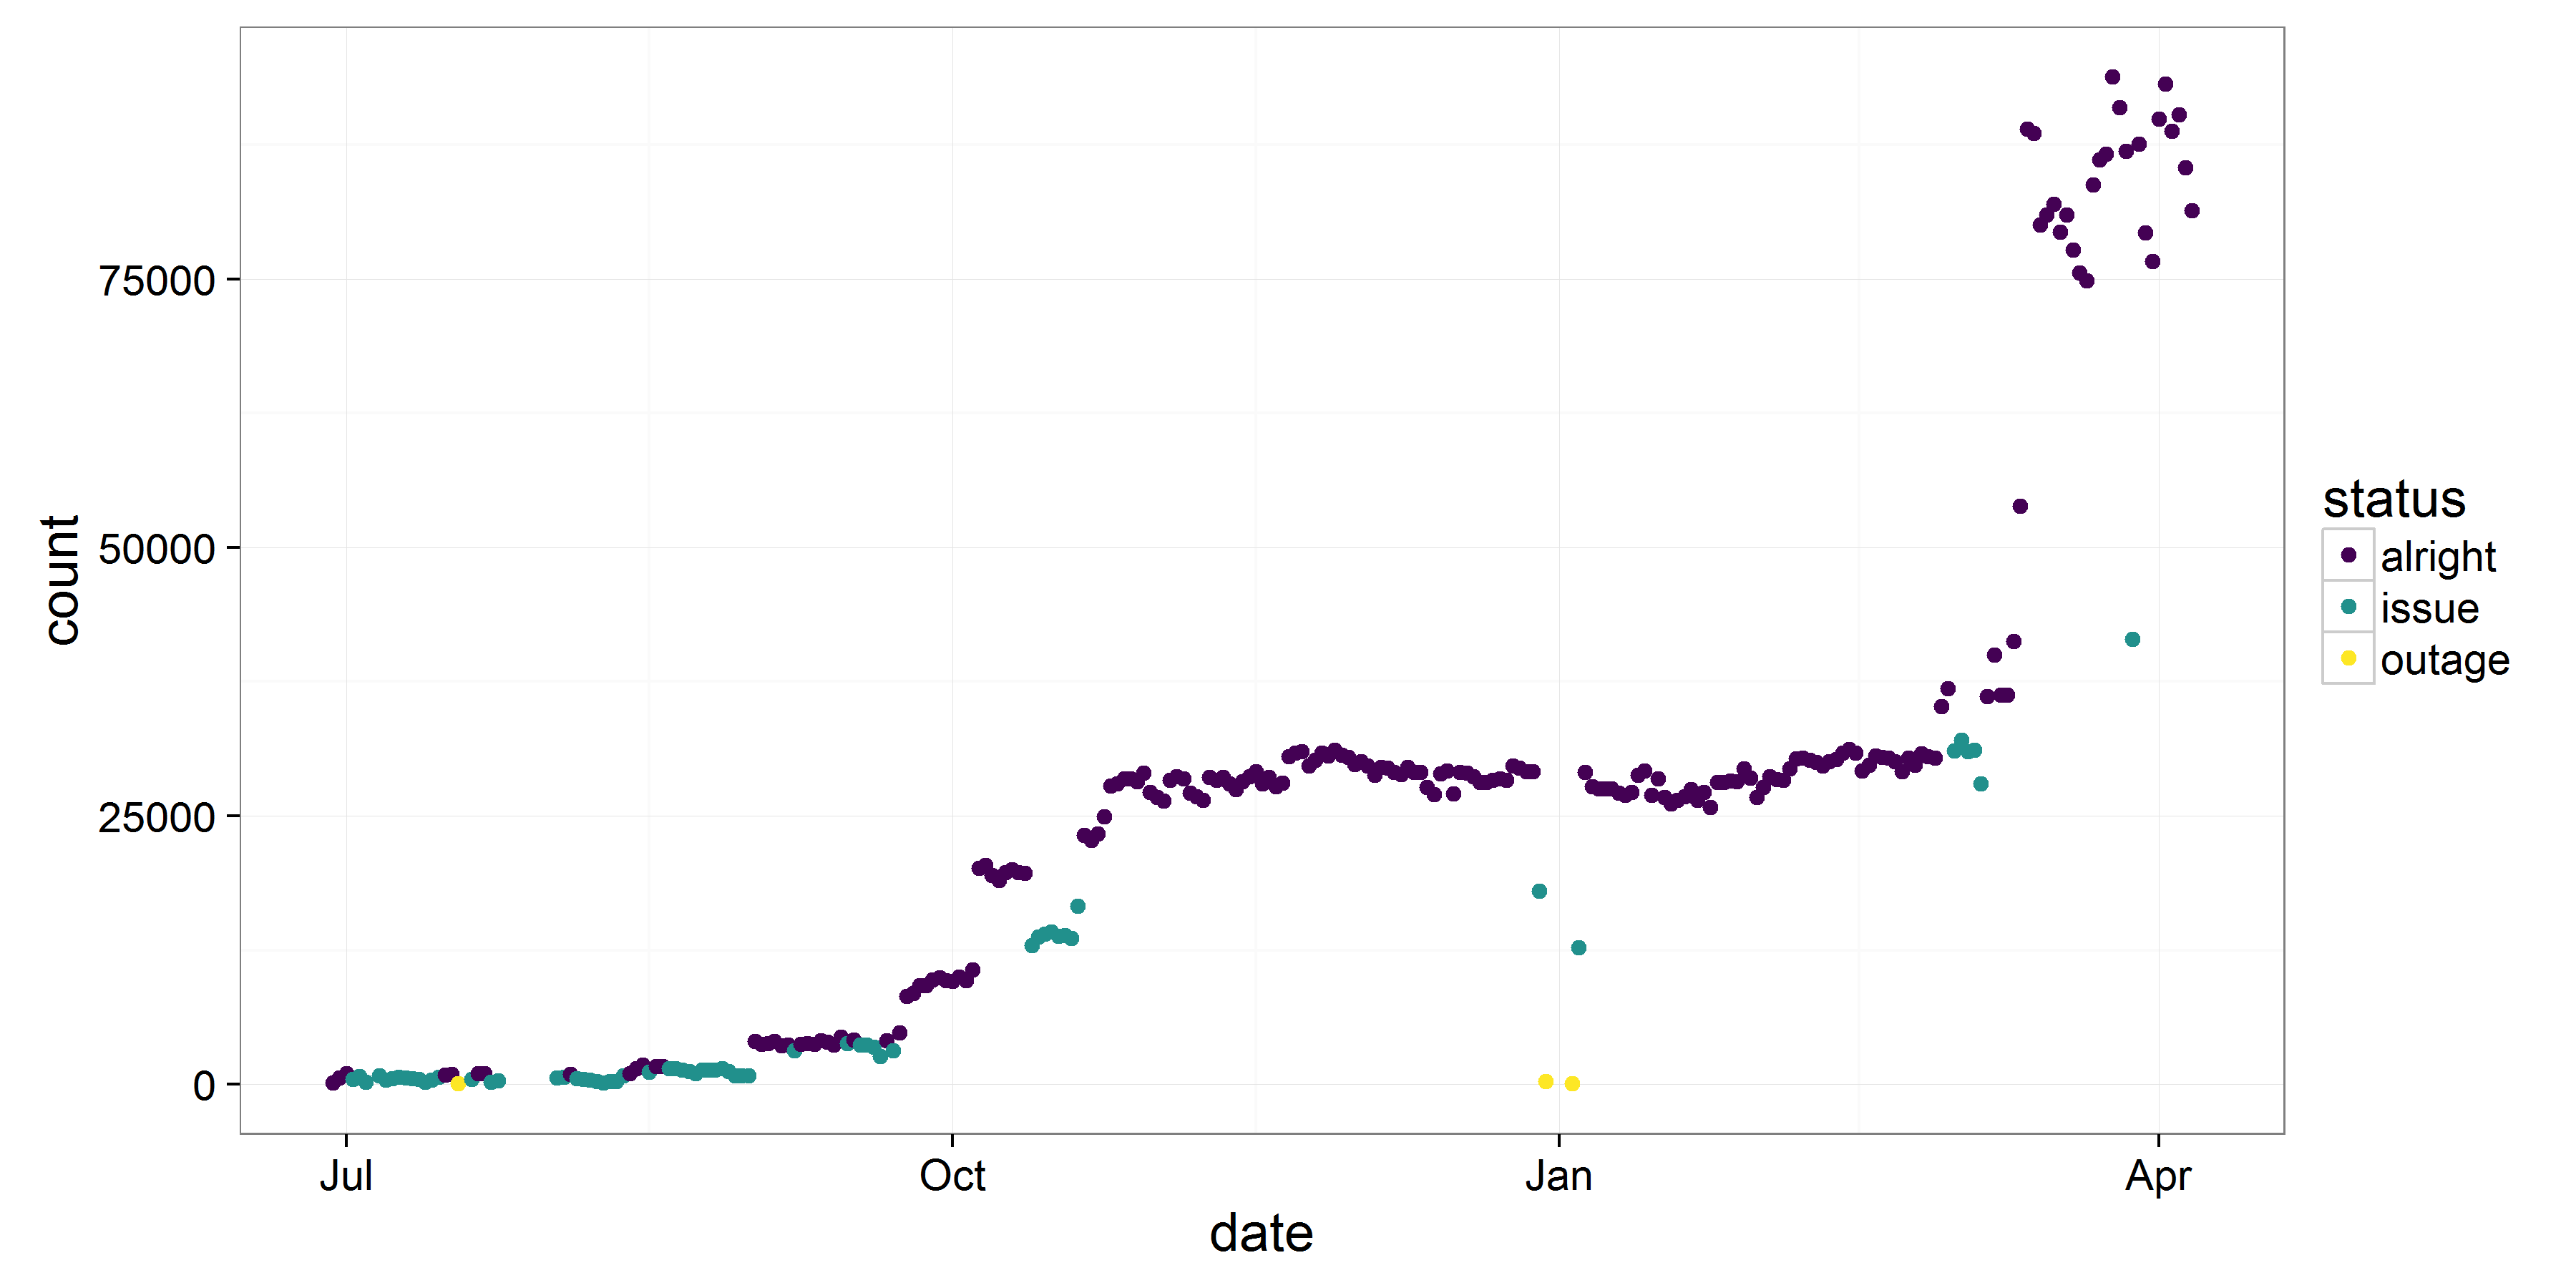 75000
50000
25000
0
count
Jul
Oct
Jan
Apr
date
status
alright
issue
outage